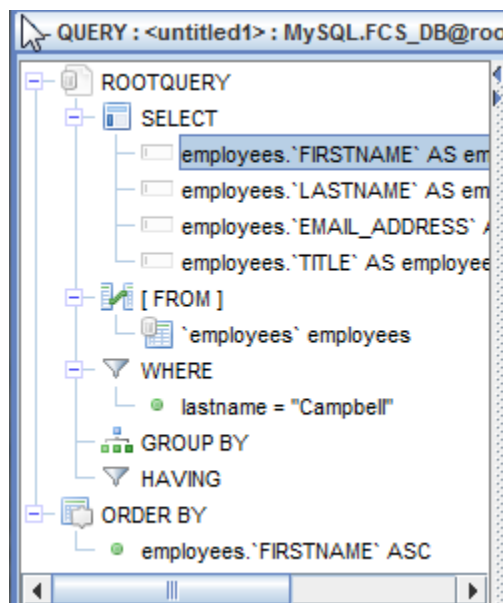 QUERY : <untitled1> : MySQL.FCS_DB@roo
ROOTQUERY
SELECT
employees.`FIRSTNAME` AS em
employees.`LASTNAME` AS em
employees.`EMAIL_ADDRESS`
employees.`TITLE` AS employee
[ FROM ]
`employees` employees
WHERE
lastname = "Campbell"
GROUP BY
HAVING
ORDER BY
employees.`FIRSTNAME` ASC